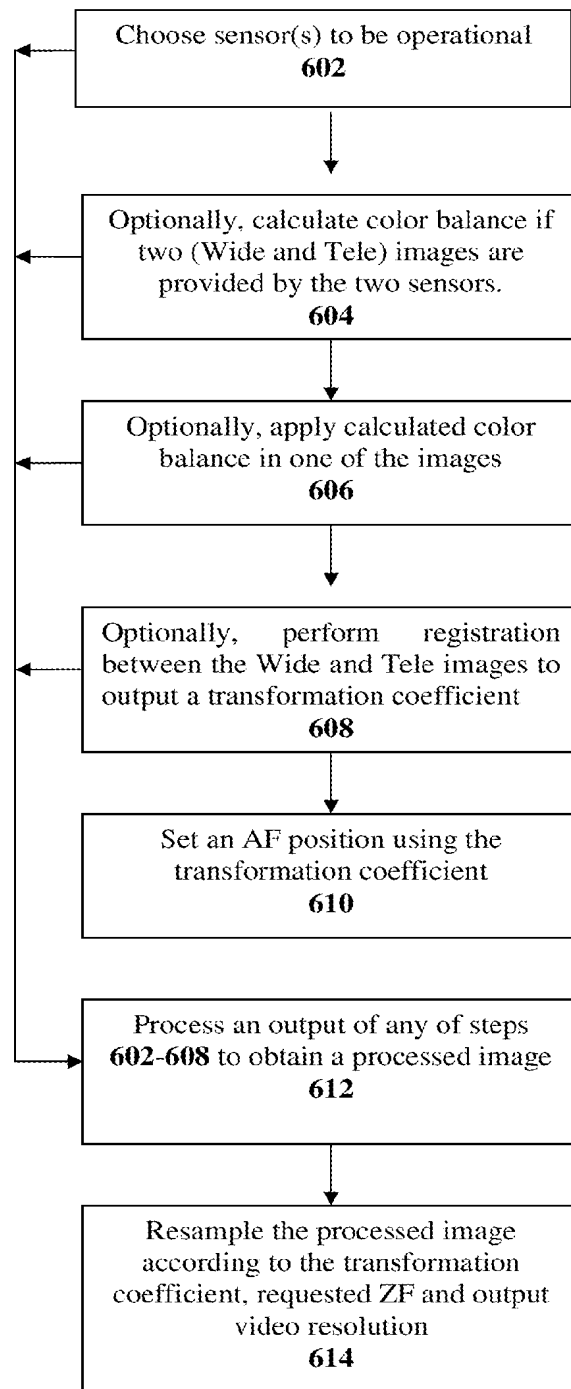 Choose sensor(s) to be operational
602
Optionally, calculate color balance if
two (Wide and Tele) images are
provided by the two sensors.
604
Optionally, apply calculated color
balance in one of the images
606
Optionally, perform registration
between the Wide and Tele images to
output a transformation coefficient
608
Set an AF position using the
transformation coefficient
610
Process an output of any of steps
602-608 to obtain a processed image
612
Resample the processed image
according to the transformation
coefficient, requested ZF and output
video resolution
614